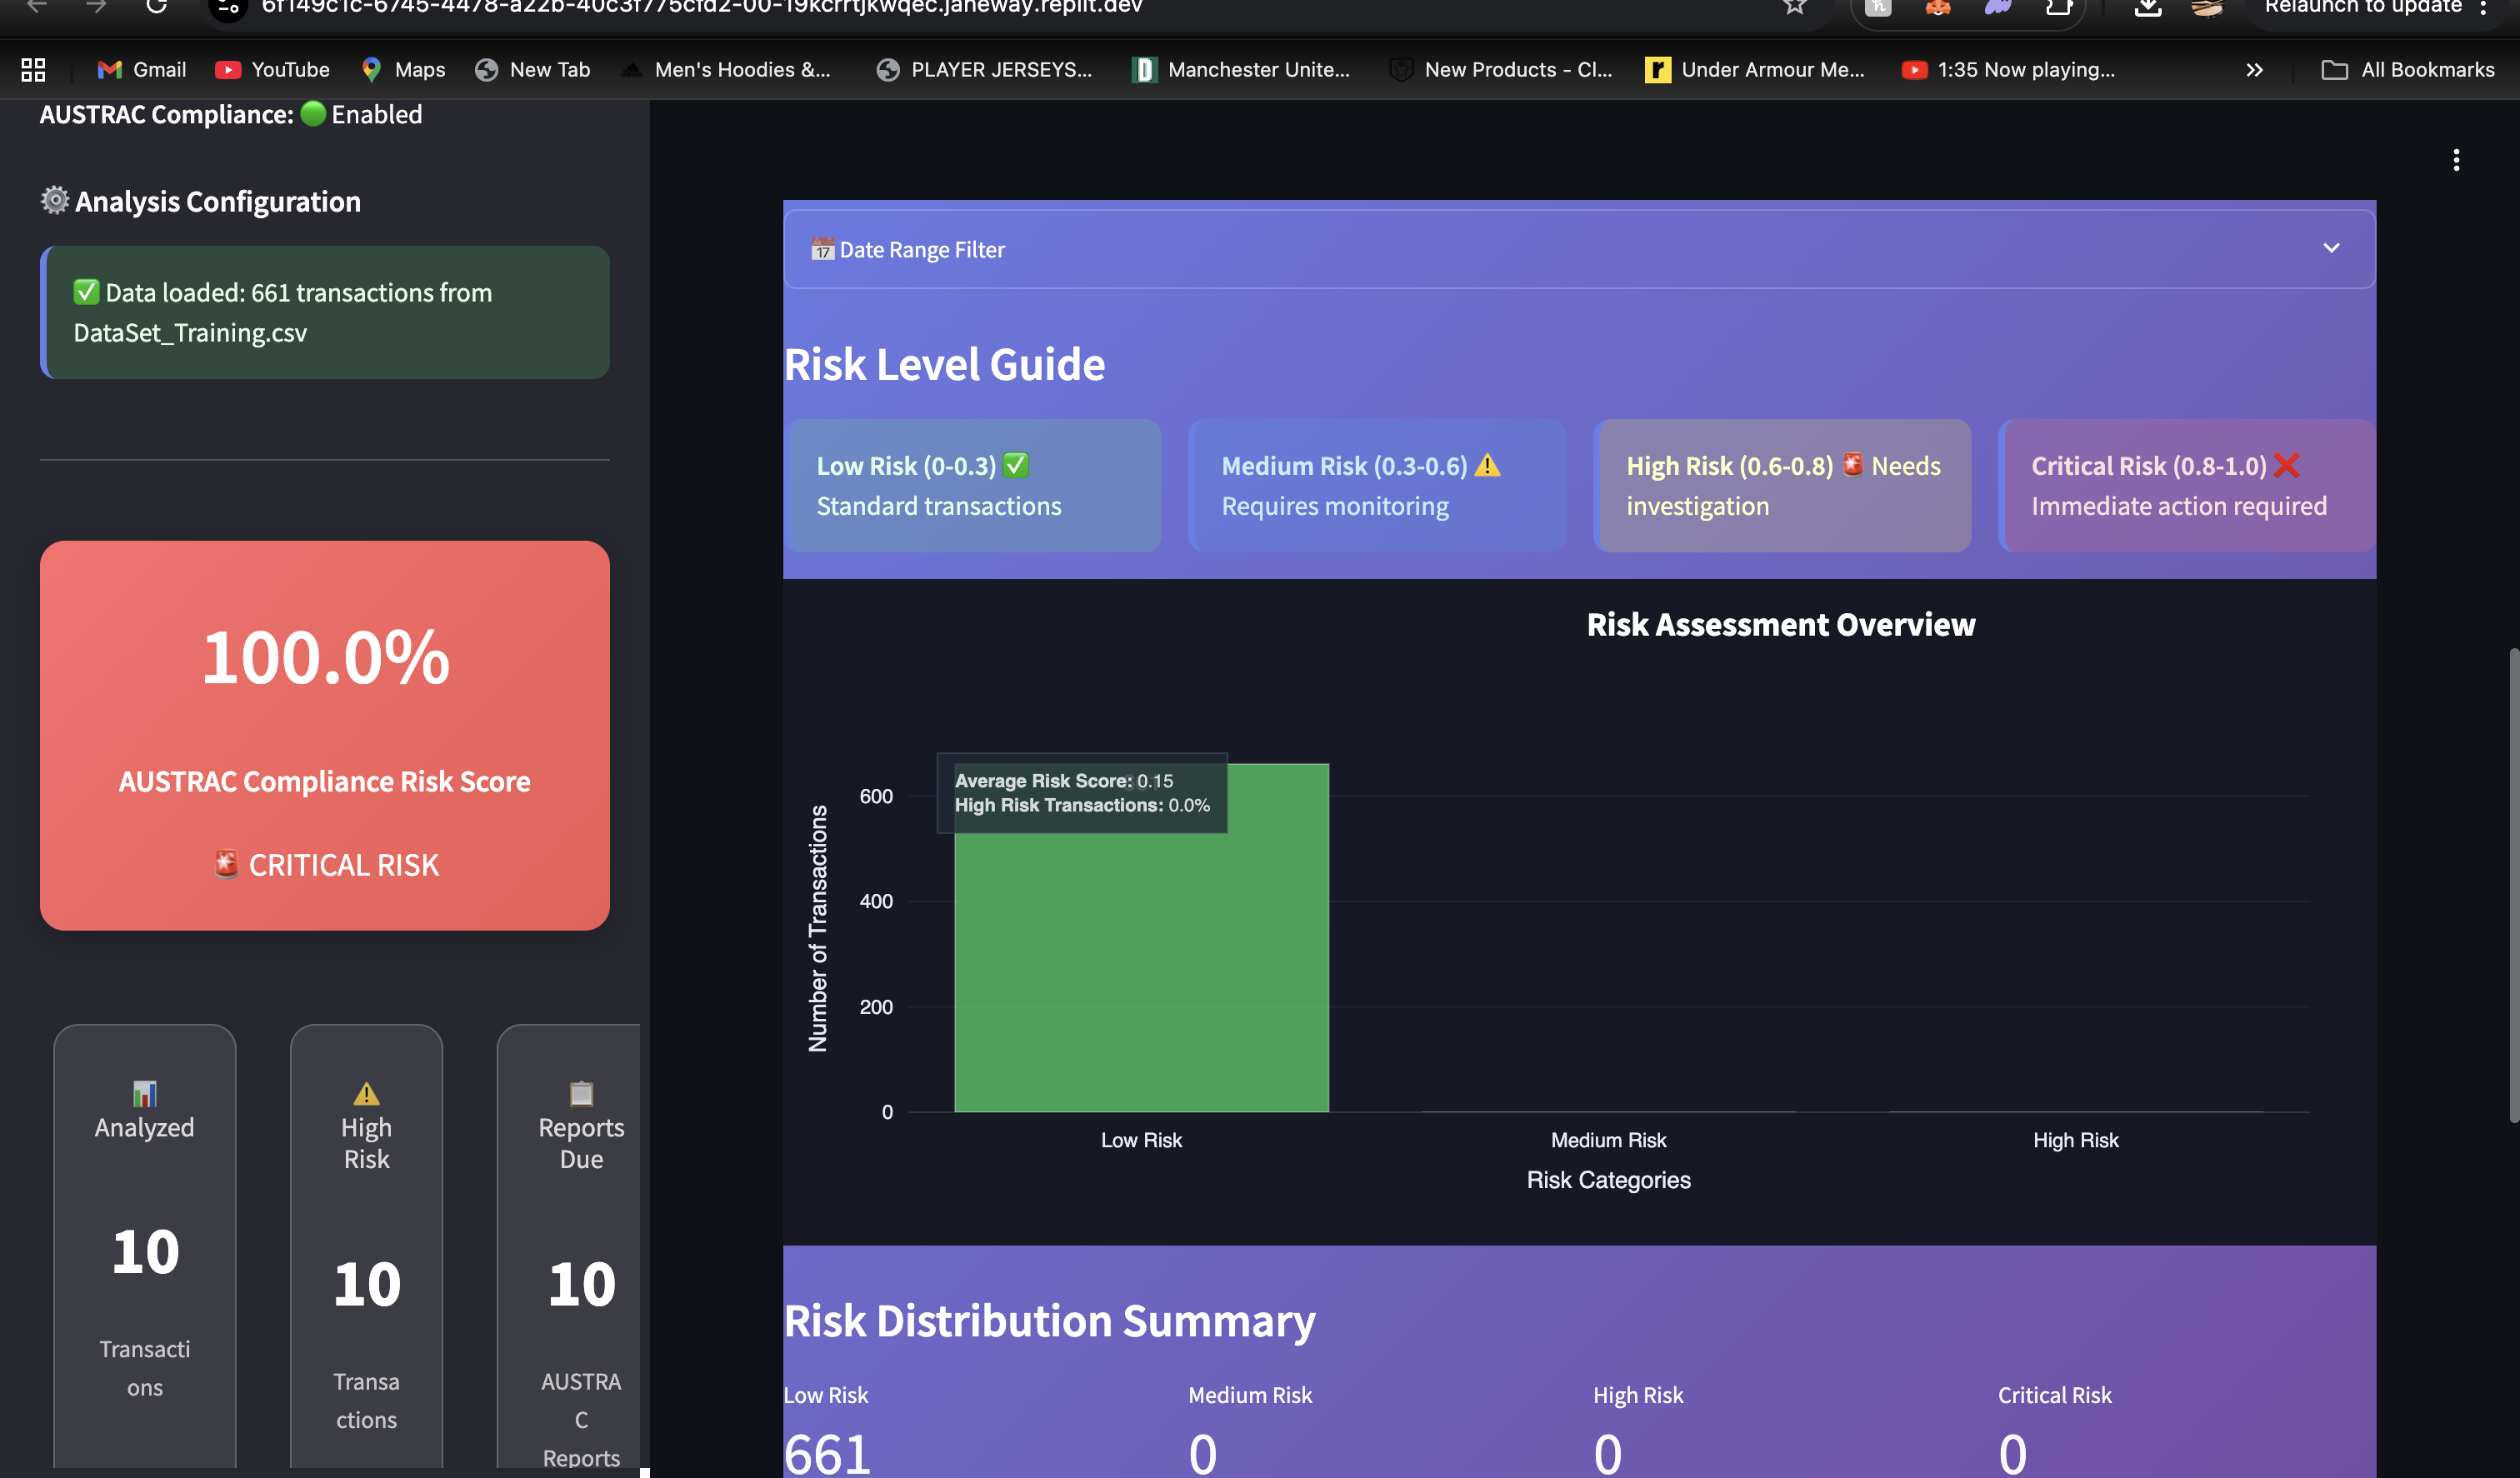 6f149c1c-6745-4478-a22b-40c3f775cfd2-00-19kcrrtjkwqec.janeway.replit.dev
Relaunch to update
Gmail
YouTube
Maps
New Tab
Men's Hoodies &...
PLAYER JERSEYS...
Manchester Unite...
New Products - Cl...
Under Armour Me...
1:35 Now playing...
All Bookmarks
AUSTRAC Compliance: Enabled
Analysis Configuration
Data loaded: 661 transactions from
DataSet_Training.csv
100.0%
AUSTRAC Compliance Risk Score
CRITICAL RISK
Analyzed
10
Transacti
ons
High
Risk
10
Transa
ctions
Reports
Due
10
AUSTRA
C
Reports
17
Date Range Filter
Risk Level Guide
Low Risk (0-0.3)
Standard transactions
Medium Risk (0.3-0.6)
Requires monitoring
High Risk (0.6-0.8) Needs
investigation
Critical Risk (0.8-1.0)
Immediate action required
Risk Assessment Overview
Average Risk Score: 0.15
High Risk Transactions: 0.0%
Number of Transactions
600
400
200
0
Low Risk
Medium Risk
High Risk
Risk Categories
Risk Distribution Summary
Low Risk
Medium Risk
High Risk
Critical Risk
661
0
0
0